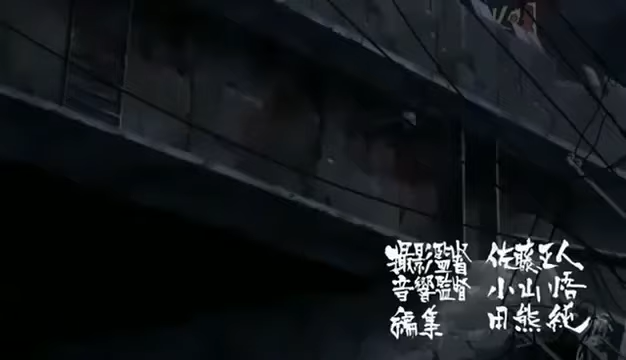 撮影監督 佐藤王人
音響監督 小山悟
編集 田熊純